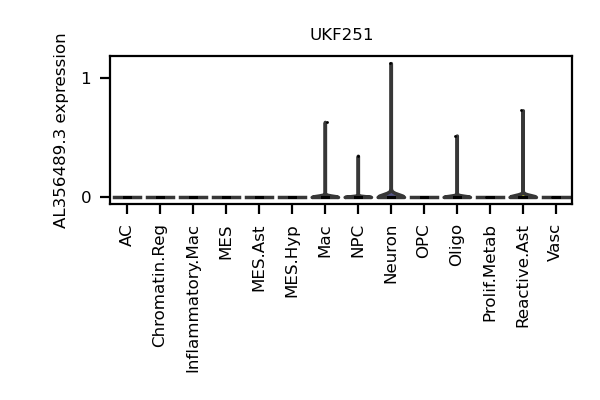 UKF251
AL356489.3 expression
1
0
AC
Chromatin.Reg
Inflammatory.Mac
MES
MES.Ast
MES.Hyp
Mac
NPC
Neuron
OPC
Oligo
Prolif.Metab
Reactive.Ast
Vasc